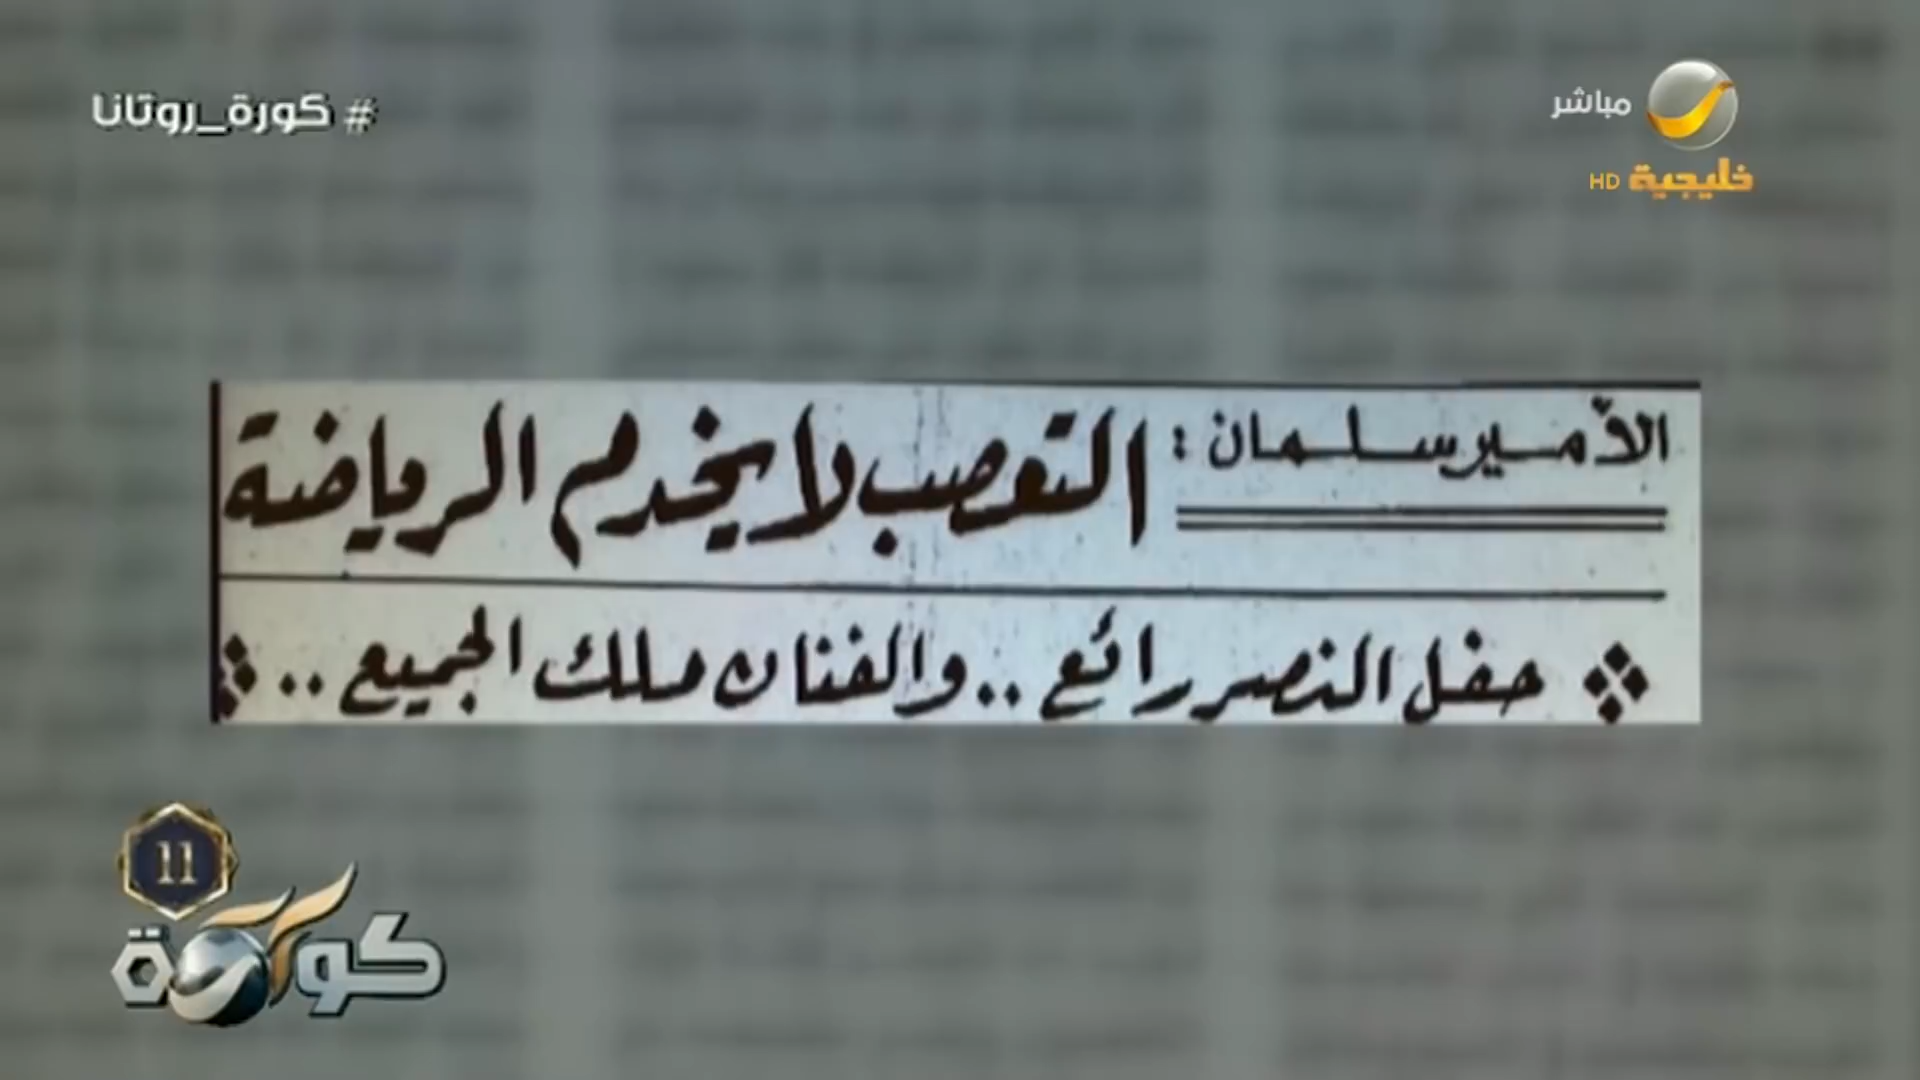 # كورة_روتانا
مباشر
خليجية HD
الأمير سلمان : التعصب لا يخدم الرياضة
حفل النصر رائع .. والفنان ملك الجميع ..
11
كورة